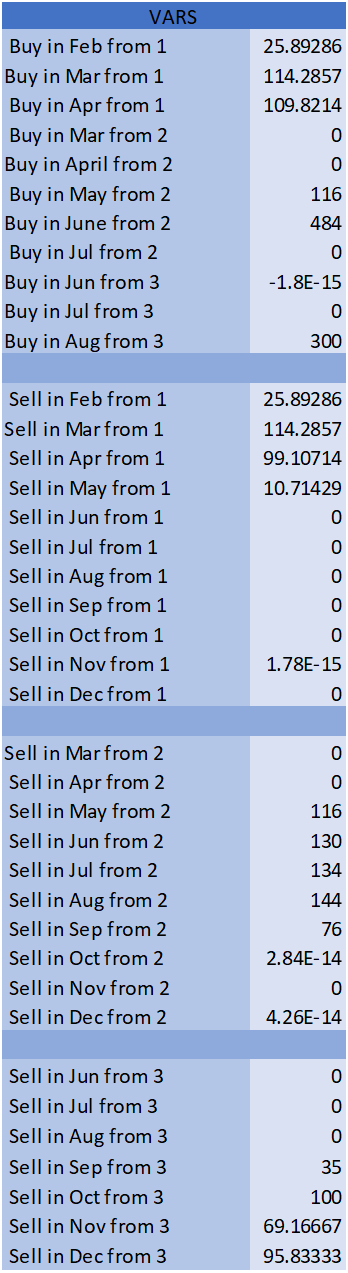 VARS
Buy in Feb from 1 25.89286
Buy in Mar from 1 114.2857
Buy in Apr from 1 109.8214
Buy in Mar from 2 0
Buy in April from 2 0
Buy in May from 2 116
Buy in June from 2 484
Buy in Jul from 2 0
Buy in Jun from 3 -1.8E-15
Buy in Jul from 3 0
Buy in Aug from 3 300
Sell in Feb from 1 25.89286
Sell in Mar from 1 114.2857
Sell in Apr from 1 99.10714
Sell in May from 1 10.71429
Sell in Jun from 1 0
Sell in Jul from 1 0
Sell in Aug from 1 0
Sell in Sep from 1 0
Sell in Oct from 1 0
Sell in Nov from 1 1.78E-15
Sell in Dec from 1 0
Sell in Mar from 2 0
Sell in Apr from 2 0
Sell in May from 2 116
Sell in Jun from 2 130
Sell in Jul from 2 134
Sell in Aug from 2 144
Sell in Sep from 2 76
Sell in Oct from 2 2.84E-14
Sell in Nov from 2 0
Sell in Dec from 2 4.26E-14
Sell in Jun from 3 0
Sell in Jul from 3 0
Sell in Aug from 3 0
Sell in Sep from 3 35
Sell in Oct from 3 100
Sell in Nov from 3 69.16667
Sell in Dec from 3 95.83333